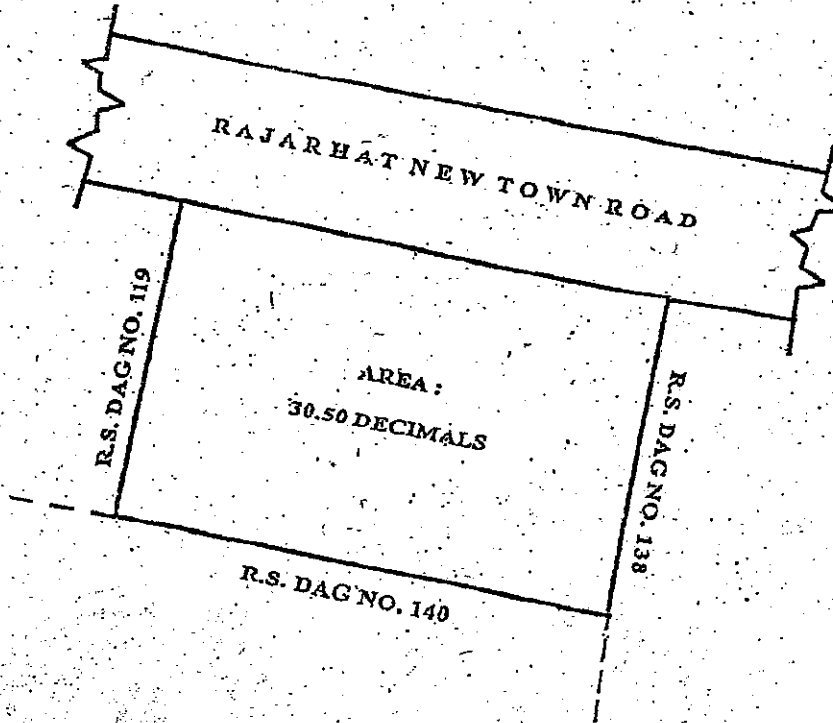 RAJARHAT NEW TOWN ROAD
R.S. DAG NO. 119
AREA :
30.50 DECIMALS
R.S. DAG NO. 138
R.S. DAG NO. 140